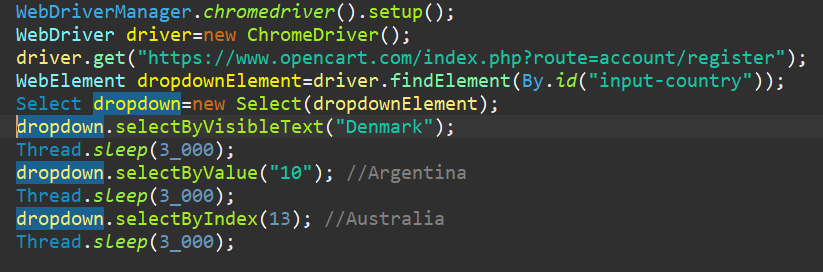 WebDriverManager.chromedriver().setup();
WebDriver driver=new ChromeDriver();
driver.get("https://www.opencart.com/index.php?route=account/register");
WebElement dropdownElement=driver.findElement(By.id("input-country"));
Select dropdown=new Select(dropdownElement);
dropdown.selectByVisibleText("Denmark");
Thread.sleep(3_000);
dropdown.selectByValue("10"); //Argentina
Thread.sleep(3_000);
dropdown.selectByIndex(13); //Australia
Thread.sleep(3_000);